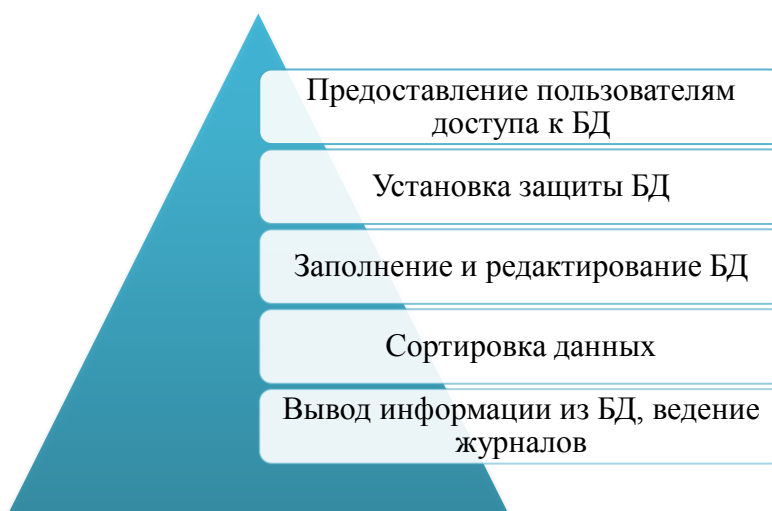 Предоставление пользователям
доступа к БД
Установка защиты БД
Заполнение и редактирование БД
Сортировка данных
Вывод информации из БД, ведение
журналов